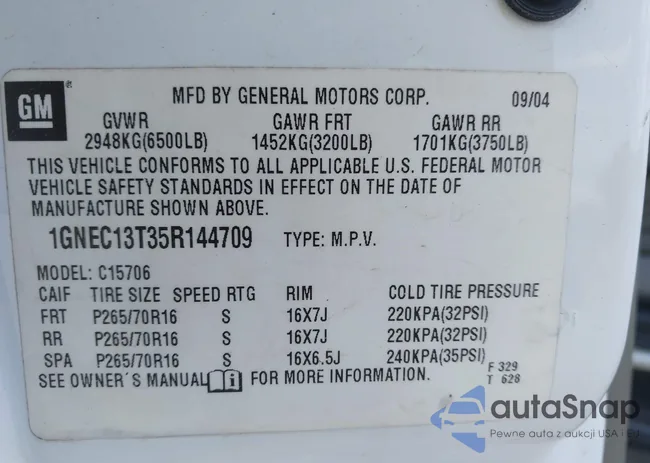 GM ®
MFD BY GENERAL MOTORS CORP. 09/04
GVWR GAWR FRT GAWR RR
2948KG(6500LB) 1452KG(3200LB) 1701KG(3750LB)
THIS VEHICLE CONFORMS TO ALL APPLICABLE U.S. FEDERAL MOTOR
VEHICLE SAFETY STANDARDS IN EFFECT ON THE DATE OF
MANUFACTURE SHOWN ABOVE.
1GNEC13T35R144709 TYPE: M.P.V.
MODEL: C15706
CAIF TIRE SIZE SPEED RTG RIM COLD TIRE PRESSURE
FRT P265/70R16 S 16X7J 220KPA(32PSI)
RR P265/70R16 S 16X7J 220KPA(32PSI)
SPA P265/70R16 S 16X6.5J 240KPA(35PSI)
SEE OWNER'S MANUAL FOR MORE INFORMATION.
F 329
T 628
autaSnap
Pewne auta z aukcji USA i EU